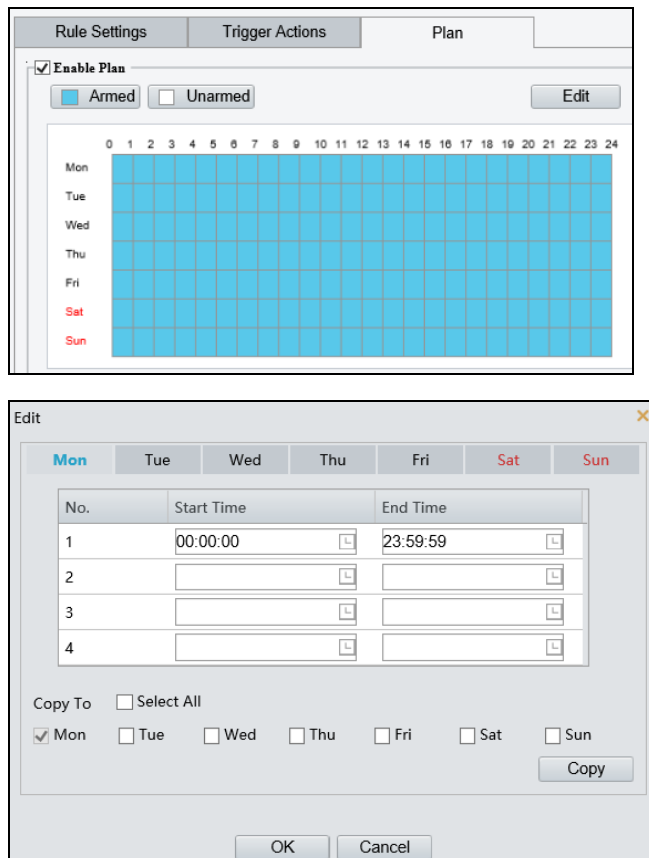 Rule Settings Trigger Actions Plan
Enable Plan
Armed Unarmed Edit
0 1 2 3 4 5 6 7 8 9 10 11 12 13 14 15 16 17 18 19 20 21 22 23 24
Mon
Tue
Wed
Thu
Fri
Sat
Sun
Edit
Mon Tue Wed Thu Fri Sat Sun
No. Start Time End Time
1 00:00:00 23:59:59
2
3
4
Copy To Select All
Mon Tue Wed Thu Fri Sat Sun
Copy
OK Cancel